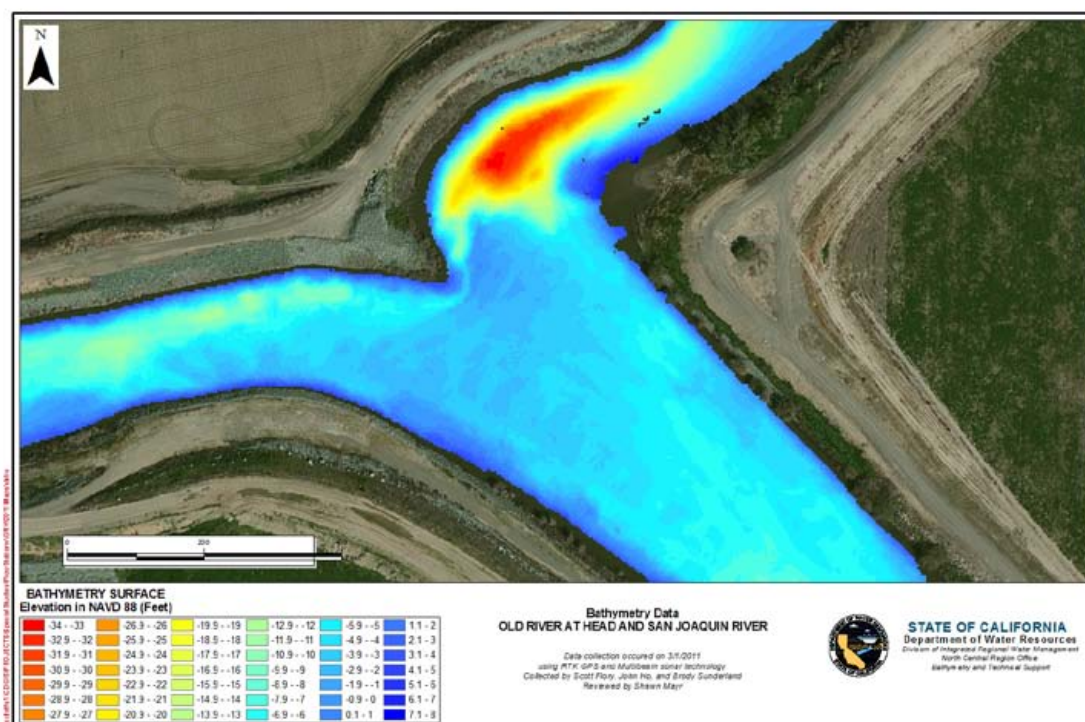 N
0
200
BATHYMETRY SURFACE
Elevation in NAVD 88 (Feet)
-34 - -33
-32.9 - -32
-31.9 - -31
-30.9 - -30
-29.9 - -29
-28.9 - -28
-27.9 - -27
-26.9 - -26
-25.9 - -25
-24.9 - -24
-23.9 - -23
-22.9 - -22
-21.9 - -21
-20.9 - -20
-19.9 - -19
-18.9 - -18
-17.9 - -17
-16.9 - -16
-15.9 - -15
-14.9 - -14
-13.9 - -13
-12.9 - -12
-11.9 - -11
-10.9 - -10
-9.9 - -9
-8.9 - -8
-7.9 - -7
-6.9 - -6
-5.9 - -5
-4.9 - -4
-3.9 - -3
-2.9 - -2
-1.9 - -1
-0.9 - 0
0.1 - 1
1.1 - 2
2.1 - 3
3.1 - 4
4.1 - 5
5.1 - 6
6.1 - 7
7.1 - 8
Bathymetry Data
OLD RIVER AT HEAD AND SAN JOAQUIN RIVER
Data collection occured on 3/1/2011
using RTK GPS and Multibeam sonar technology
Collected by Scott Flory, John Ho, and Brody Sunderland
Reviewed by Shawn Mayr
STATE OF CALIFORNIA
Department of Water Resources
Division of Integrated Regional Water Management
North Central Region Office
Bathymetry and Technical Support